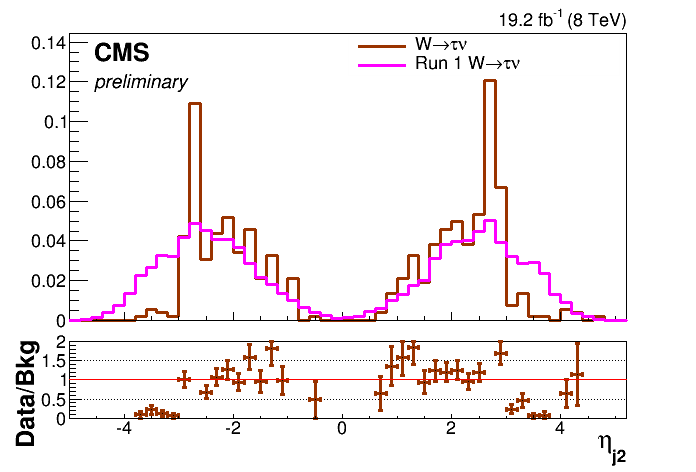 19.2 fb⁻¹ (8 TeV)
CMS
preliminary
W→τν
Run 1 W→τν
0.14
0.12
0.1
0.08
0.06
0.04
0.02
0
Data/Bkg
2
1.5
1
0.5
0
-4 -2 0 2 4
η_j2